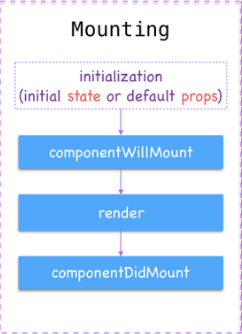 Mounting
initialization
(initial state or default props)
componentWillMount
render
componentDidMount